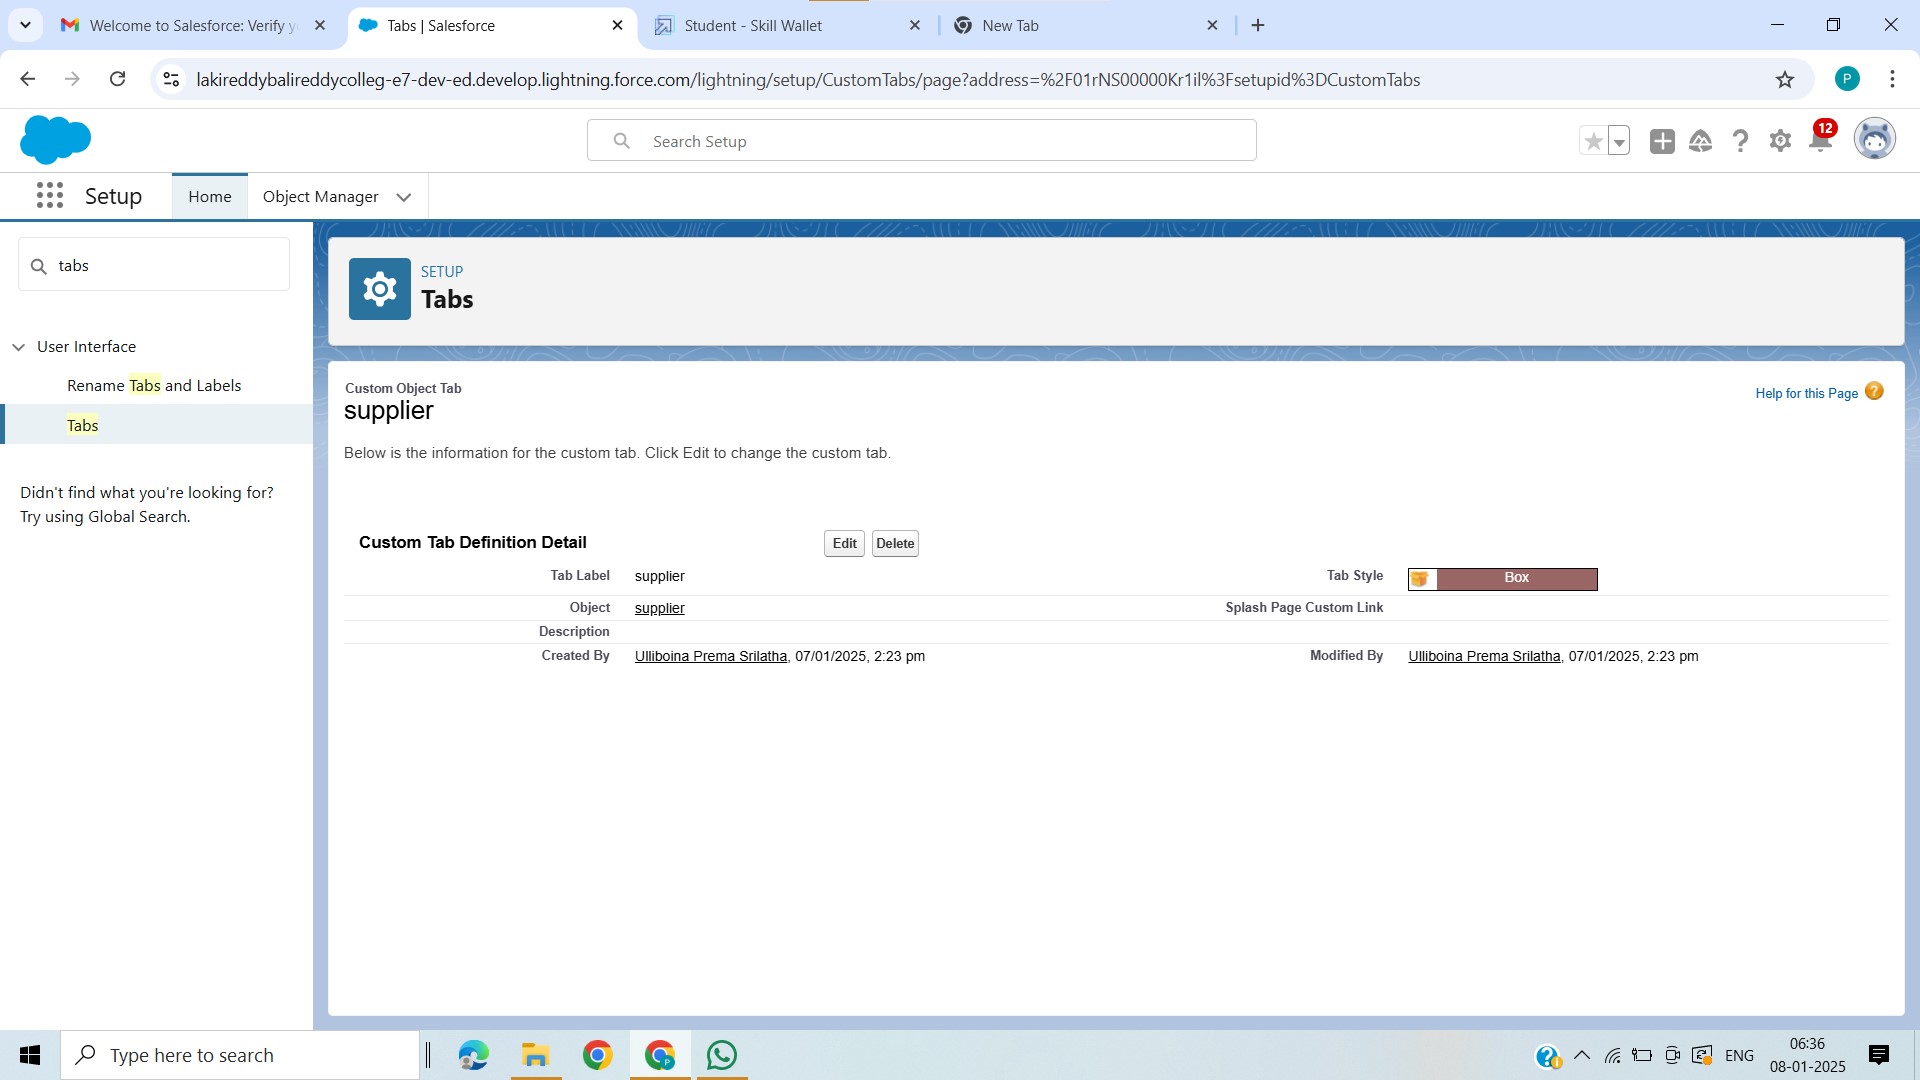 Welcome to Salesforce: Verify y
Tabs | Salesforce
Student - Skill Wallet
New Tab
lakireddybalireddycolleg-e7-dev-ed.develop.lightning.force.com/lightning/setup/CustomTabs/page?address=%2F01rNS00000Kr1il%3Fsetupid%3DCustomTabs
P
Search Setup
12
Setup
Home
Object Manager
tabs
User Interface
Rename Tabs and Labels
Tabs
Didn't find what you're looking for?
Try using Global Search.
SETUP
Tabs
Custom Object Tab
supplier
Help for this Page
Below is the information for the custom tab. Click Edit to change the custom tab.
Custom Tab Definition Detail
Edit
Delete
Tab Label supplier
Tab Style Box
Object supplier
Splash Page Custom Link
Description
Created By Ulliboina Prema Srilatha, 07/01/2025, 2:23 pm
Modified By Ulliboina Prema Srilatha, 07/01/2025, 2:23 pm
Type here to search
P
ENG
06:36
08-01-2025